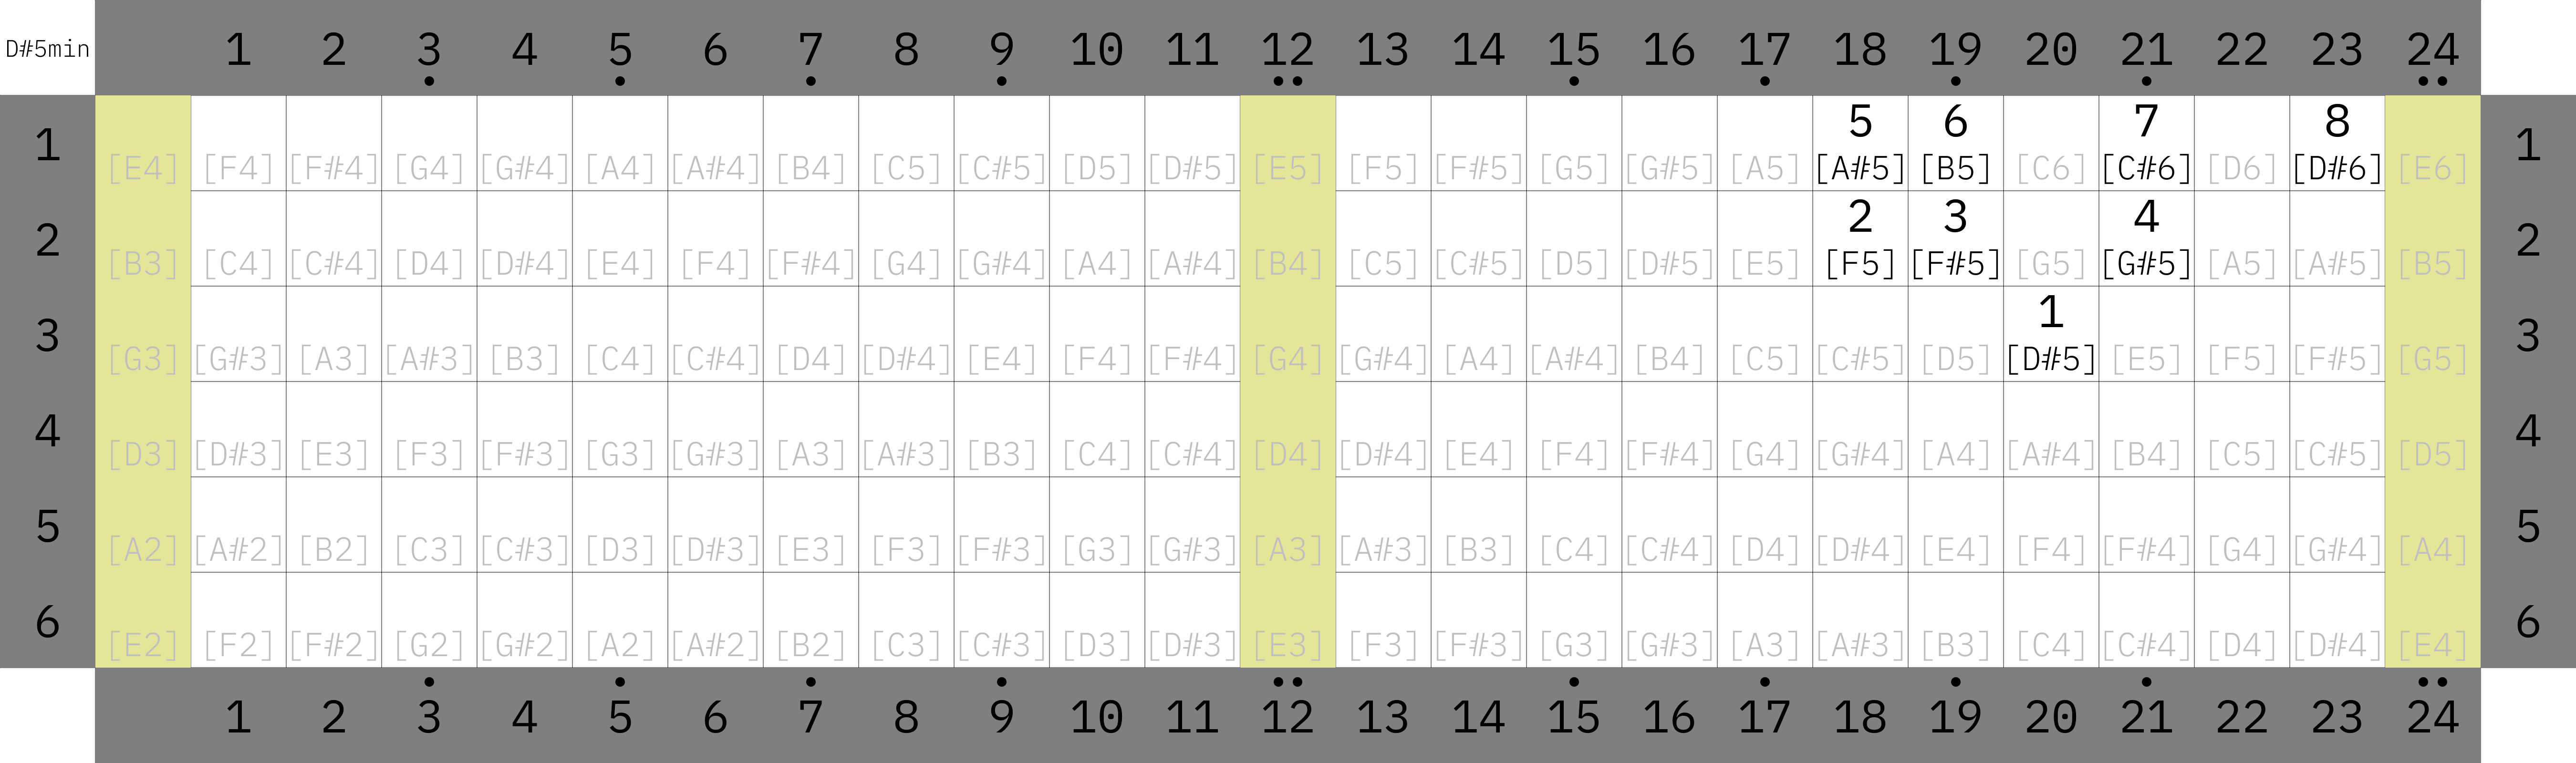 1 2 3 4 5 6 7 8 9 10 11 12 13 14 15 16 17 18 19 20 21 22 23 24
D#5min
5 6 7 8
1 [E4] [F4] [F#4] [G4] [G#4] [A4] [A#4] [B4] [C5] [C#5] [D5] [D#5] [E5] [F5] [F#5] [G5] [G#5] [A5] [A#5] [B5] [C6] [C#6] [D6] [D#6] [E6] 1
2 3 4
2 [B3] [C4] [C#4] [D4] [D#4] [E4] [F4] [F#4] [G4] [G#4] [A4] [A#4] [B4] [C5] [C#5] [D5] [D#5] [E5] [F5] [F#5] [G5] [G#5] [A5] [A#5] [B5] 2
1
3 [G3] [G#3] [A3] [A#3] [B3] [C4] [C#4] [D4] [D#4] [E4] [F4] [F#4] [G4] [G#4] [A4] [A#4] [B4] [C5] [C#5] [D5] [D#5] [E5] [F5] [F#5] [G5] 3
4 [D3] [D#3] [E3] [F3] [F#3] [G3] [G#3] [A3] [A#3] [B3] [C4] [C#4] [D4] [D#4] [E4] [F4] [F#4] [G4] [G#4] [A4] [A#4] [B4] [C5] [C#5] [D5] 4
5 [A2] [A#2] [B2] [C3] [C#3] [D3] [D#3] [E3] [F3] [F#3] [G3] [G#3] [A3] [A#3] [B3] [C4] [C#4] [D4] [D#4] [E4] [F4] [F#4] [G4] [G#4] [A4] 5
6 [E2] [F2] [F#2] [G2] [G#2] [A2] [A#2] [B2] [C3] [C#3] [D3] [D#3] [E3] [F3] [F#3] [G3] [G#3] [A3] [A#3] [B3] [C4] [C#4] [D4] [D#4] [E4] 6
1 2 3 4 5 6 7 8 9 10 11 12 13 14 15 16 17 18 19 20 21 22 23 24